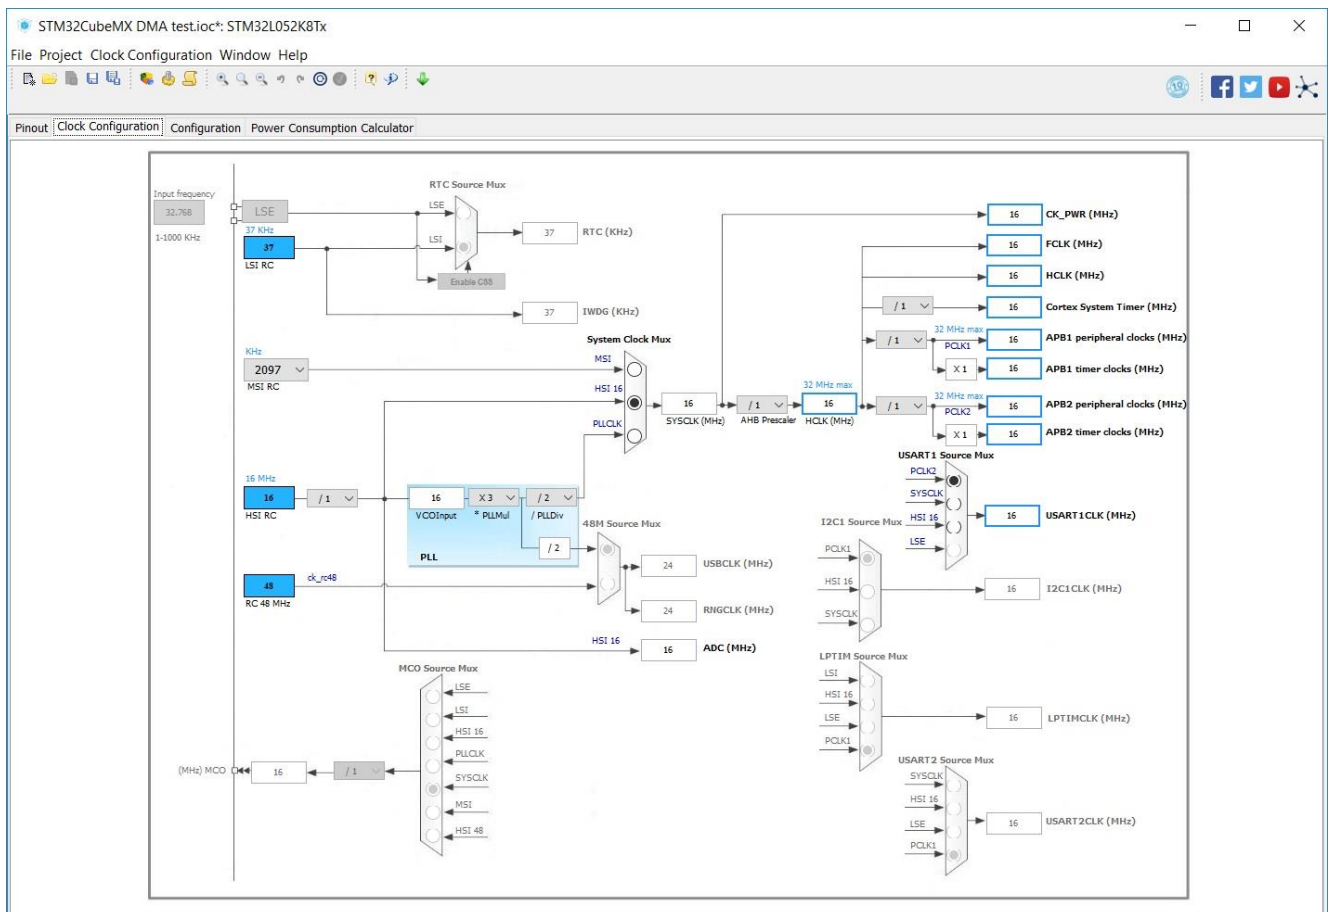 STM32CubeMX DMA test.ioc*: STM32L052K8Tx
File Project Clock Configuration Window Help
Pinout Clock Configuration Configuration Power Consumption Calculator
RTC Source Mux
Input frequency
32.768
1-1000 KHz
LSE
LSE
37 KHz
37
LSI RC
LSI
37
RTC (KHz)
Enable CSS
37
IWDG (KHz)
16
CK_PWR (MHz)
16
FCLK (MHz)
16
HCLK (MHz)
/ 1
16
Cortex System Timer (MHz)
/ 1
32 MHz max
PCLK1
16
APB1 peripheral clocks (MHz)
X 1
16
APB1 timer clocks (MHz)
System Clock Mux
KHz
2097
MSI RC
MSI
HSI 16
PLLCLK
16
SYSCLK (MHz)
/ 1
AHB Prescaler
32 MHz max
16
HCLK (MHz)
/ 1
32 MHz max
PCLK2
16
APB2 peripheral clocks (MHz)
X 1
16
APB2 timer clocks (MHz)
16 MHz
16
HSI RC
/ 1
16
VCOInput
X 3
* PLLMul
/ 2
/ PLLDiv
/ 2
PLL
48M Source Mux
48
RC 48 MHz
ck_rc48
24
USBCLK (MHz)
24
RNGCLK (MHz)
HSI 16
16
ADC (MHz)
USART1 Source Mux
PCLK2
SYSCLK
HSI 16
LSE
16
USART1CLK (MHz)
I2C1 Source Mux
PCLK1
HSI 16
SYSCLK
16
I2C1CLK (MHz)
LPTIM Source Mux
LSI
HSI 16
LSE
PCLK1
16
LPTIMCLK (MHz)
USART2 Source Mux
SYSCLK
HSI 16
LSE
PCLK1
16
USART2CLK (MHz)
MCO Source Mux
LSE
LSI
HSI 16
PLLCLK
SYSCLK
MSI
HSI 48
(MHz) MCO
16
/ 1